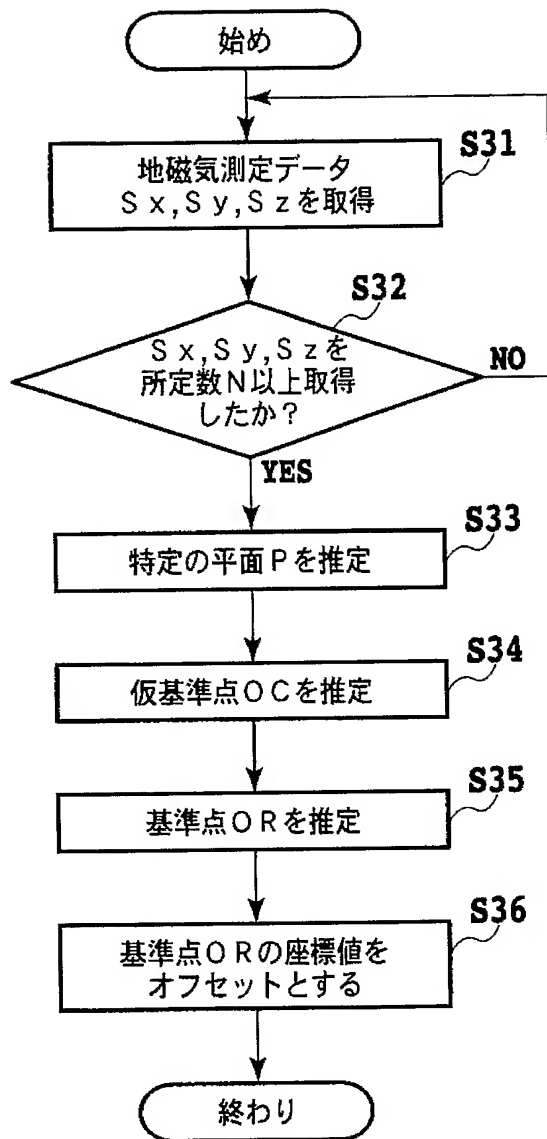 始め
S31
地磁気測定データ
Sx,Sy,Szを取得
S32
Sx,Sy,Szを
所定数N以上取得
したか？
NO
YES
S33
特定の平面Pを推定
S34
仮基準点OCを推定
S35
基準点ORを推定
S36
基準点ORの座標値を
オフセットとする
終わり